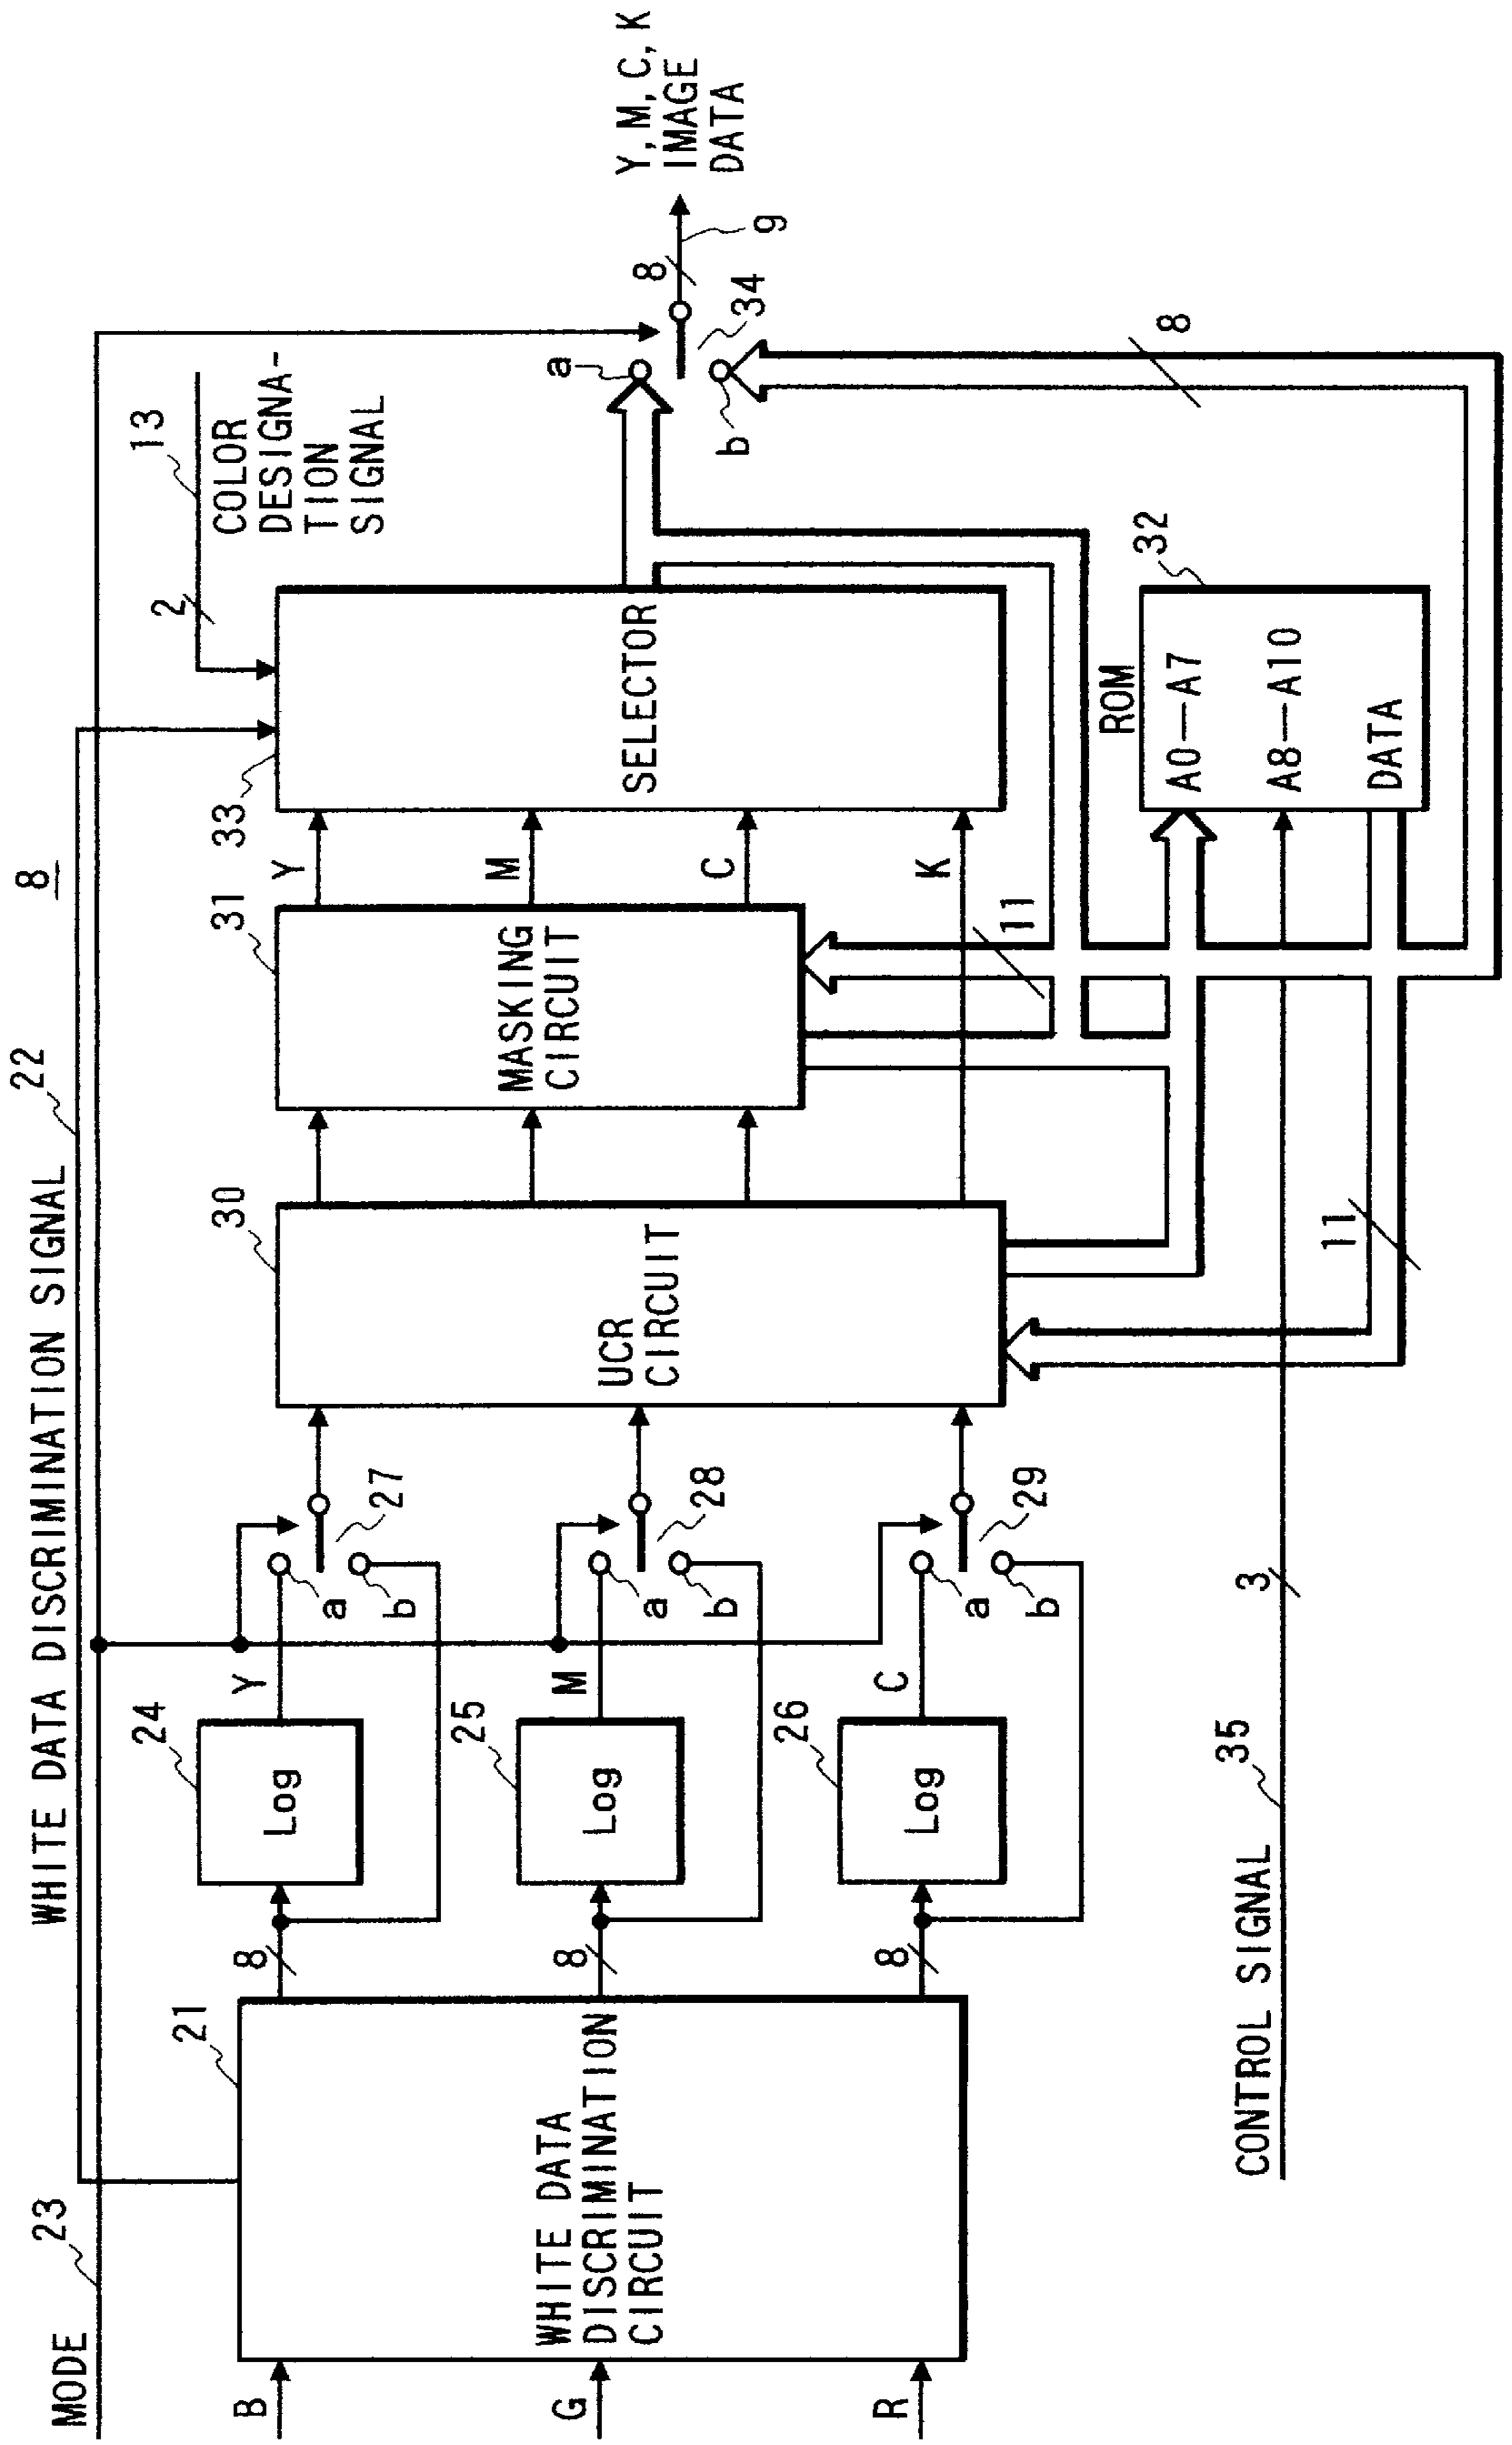 8
MODE
23
WHITE DATA DISCRIMINATION SIGNAL
22
B
G
R
WHITE DATA
DISCRIMINATION
CIRCUIT
21
8
8
8
24
Log
Y
25
Log
M
26
Log
C
a
b
27
a
b
28
a
b
29
UCR
CIRCUIT
30
MASKING
CIRCUIT
31
Y
M
C
K
SELECTOR
33
2
13
COLOR
DESIGNA-
TION
SIGNAL
a
b
34
8
9
Y, M, C, K
IMAGE
DATA
11
11
8
ROM
32
A0—A7
A8—A10
DATA
CONTROL SIGNAL
35
3